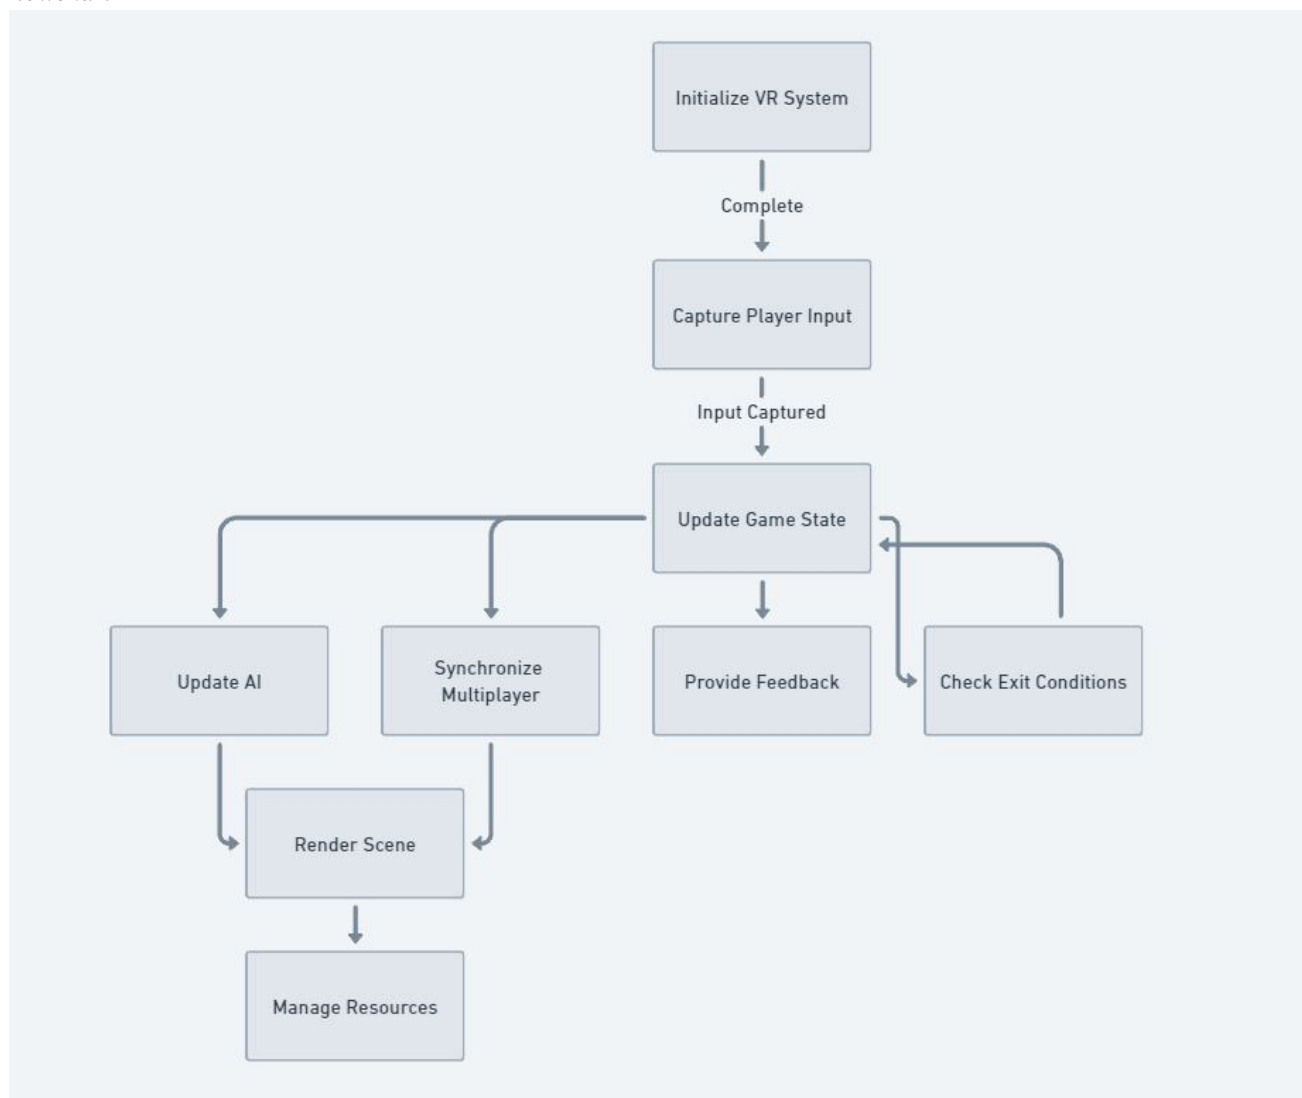 Initialize VR System
Complete
Capture Player Input
Input Captured
Update Game State
Update AI
Synchronize
Multiplayer
Provide Feedback
Check Exit Conditions
Render Scene
Manage Resources